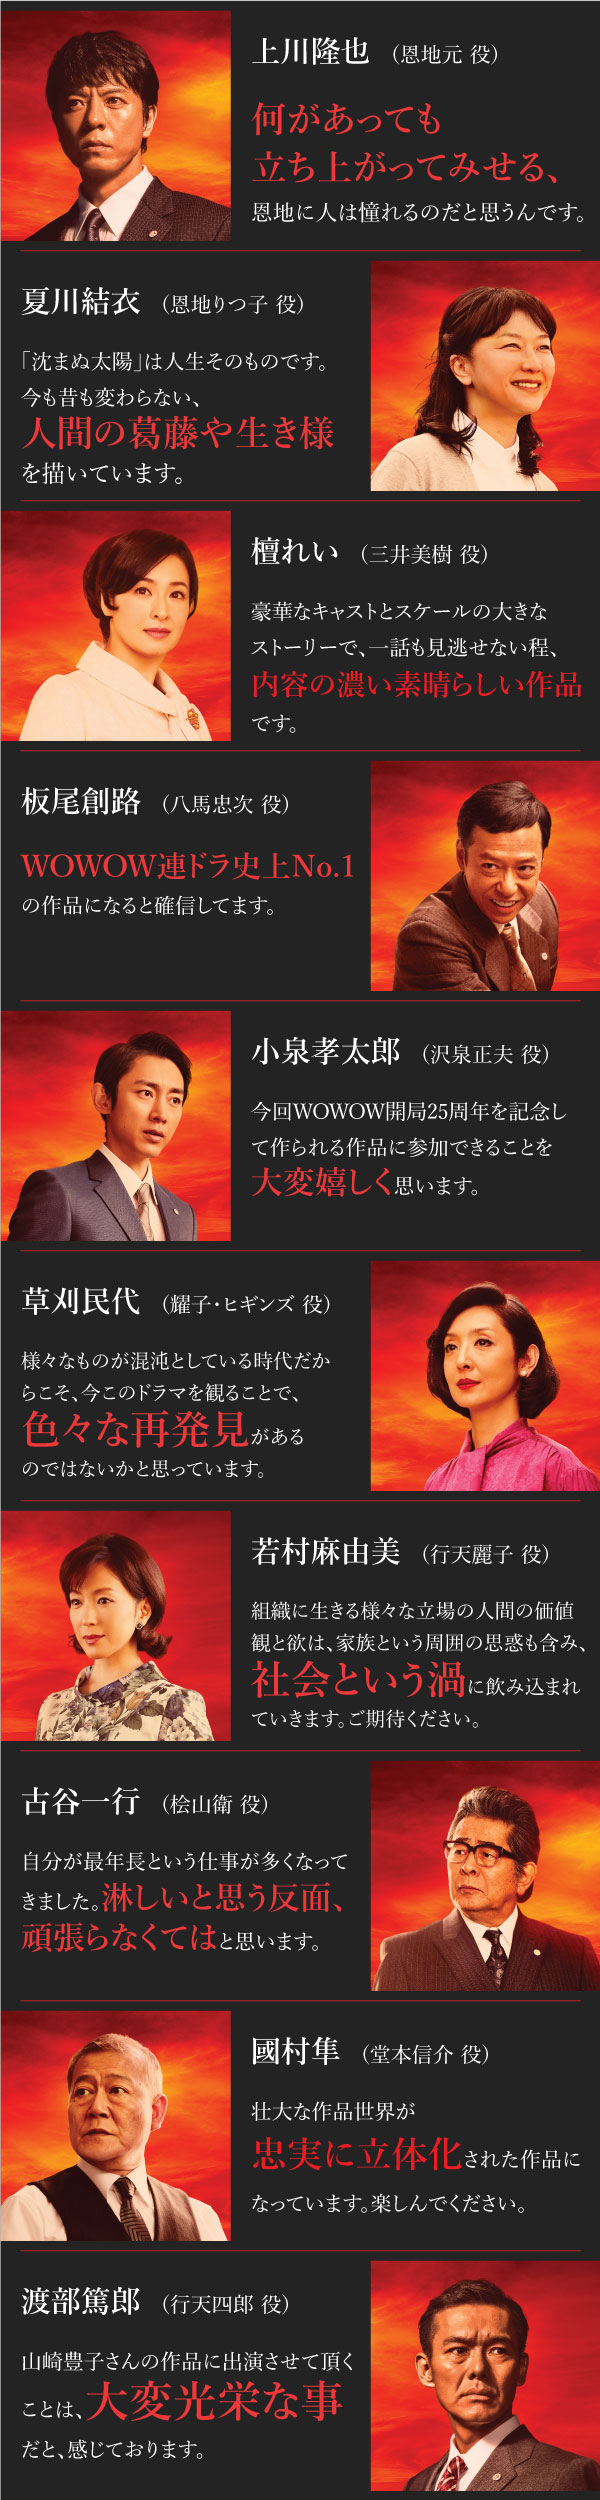 上川隆也 （恩地元 役）
何があっても
立ち上がってみせる、
恩地に人は憧れるのだと思うんです。
夏川結衣 （恩地りつ子 役）
「沈まぬ太陽」は人生そのものです。
今も昔も変わらない、
人間の葛藤や生き様
を描いています。
檀れい （三井美樹 役）
豪華なキャストとスケールの大きな
ストーリーで、一話も見逃せない程、
内容の濃い素晴らしい作品
です。
板尾創路 （八馬忠次 役）
WOWOW連ドラ史上No.1
の作品になると確信してます。
小泉孝太郎 （沢泉正夫 役）
今回WOWOW開局25周年を記念し
て作られる作品に参加できることを
大変嬉しく思います。
草刈民代 （耀子・ヒギンズ 役）
様々なものが混沌としている時代だか
らこそ、今このドラマを観ることで、
色々な再発見がある
のではないかと思っています。
若村麻由美 （行天麗子 役）
組織に生きる様々な立場の人間の価値
観と欲は、家族という周囲の思惑も含み、
社会という渦に飲み込まれ
ていきます。ご期待ください。
古谷一行 （桧山衛 役）
自分が最年長という仕事が多くなって
きました。淋しいと思う反面、
頑張らなくてはと思います。
國村隼 （堂本信介 役）
壮大な作品世界が
忠実に立体化された作品に
なっています。楽しんでください。
渡部篤郎 （行天四郎 役）
山崎豊子さんの作品に出演させて頂く
ことは、大変光栄な事
だと、感じております。